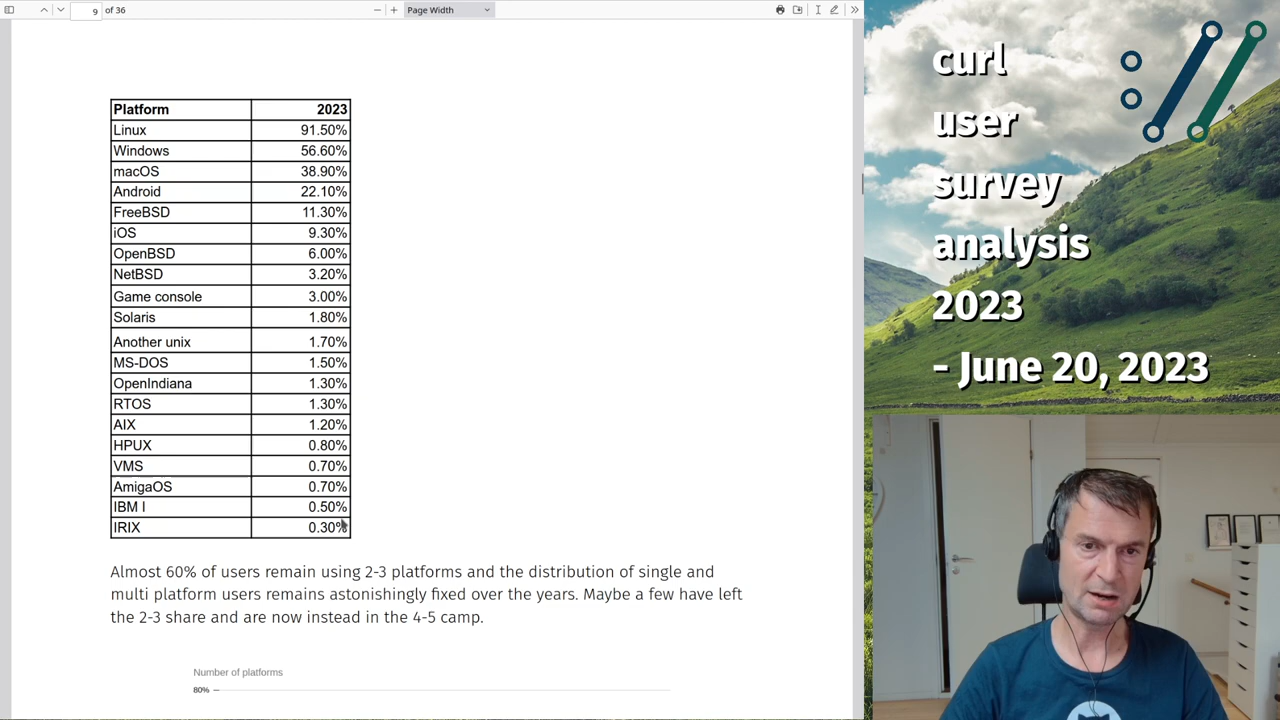 9 of 36
Page Width
Platform 2023
Linux 91.50%
Windows 56.60%
macOS 38.90%
Android 22.10%
FreeBSD 11.30%
iOS 9.30%
OpenBSD 6.00%
NetBSD 3.20%
Game console 3.00%
Solaris 1.80%
Another unix 1.70%
MS-DOS 1.50%
OpenIndiana 1.30%
RTOS 1.30%
AIX 1.20%
HPUX 0.80%
VMS 0.70%
AmigaOS 0.70%
IBM I 0.50%
IRIX 0.30%
Almost 60% of users remain using 2-3 platforms and the distribution of single and
multi platform users remains astonishingly fixed over the years. Maybe a few have left
the 2-3 share and are now instead in the 4-5 camp.
Number of platforms
80%
curl
user
survey
analysis
2023
- June 20, 2023